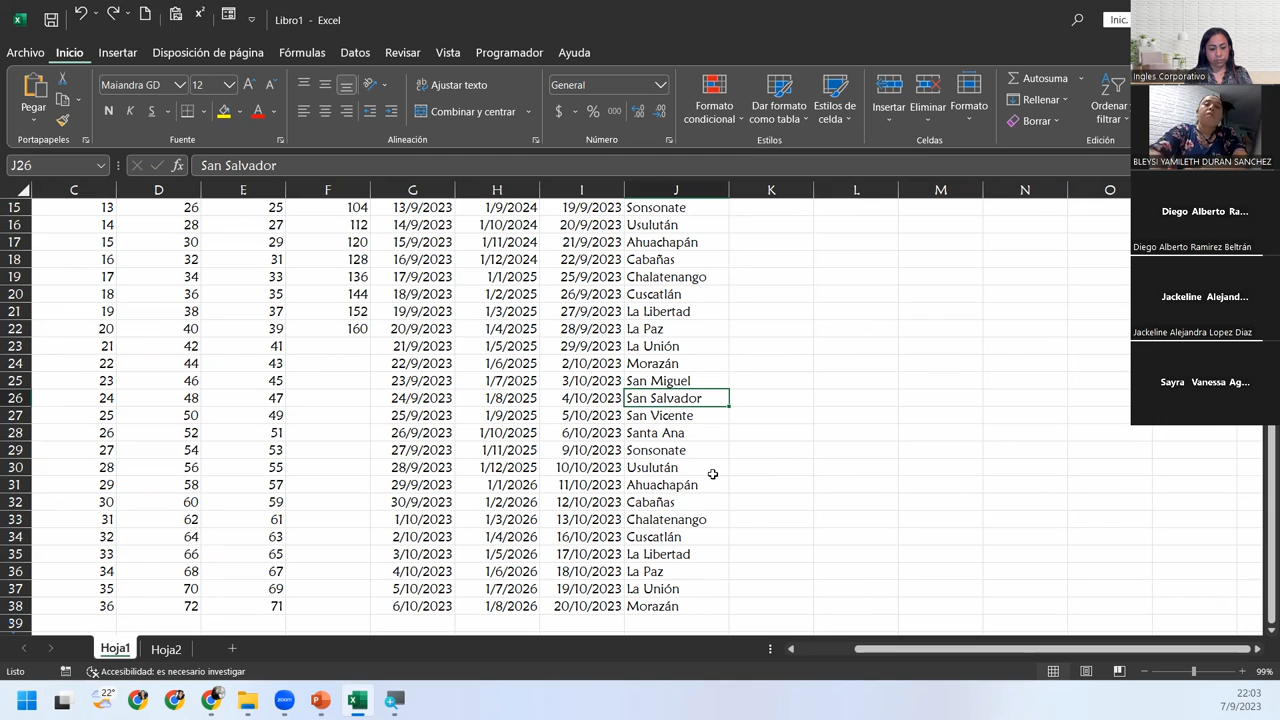 Libro1 - Excel
Inic.
Archivo Inicio Insertar Disposición de página Fórmulas Datos Revisar Vista Programador Ayuda
Pegar
Maiandra GD 12
N K S
Ajustar texto
Combinar y centrar
General
% 000
Formato condicional
Dar formato como tabla
Estilos de celda
Insertar Eliminar Formato
Autosuma
Rellenar
Borrar
Ordenar y filtrar
Portapapeles Fuente Alineación Número Estilos Celdas Edición
J26 fx San Salvador
C D E F G H I J K L M N O
15 13 26 25 104 13/9/2023 1/9/2024 19/9/2023 Sonsonate
16 14 28 27 112 14/9/2023 1/10/2024 20/9/2023 Usulután
17 15 30 29 120 15/9/2023 1/11/2024 21/9/2023 Ahuachapán
18 16 32 31 128 16/9/2023 1/12/2024 22/9/2023 Cabañas
19 17 34 33 136 17/9/2023 1/1/2025 25/9/2023 Chalatenango
20 18 36 35 144 18/9/2023 1/2/2025 26/9/2023 Cuscatlán
21 19 38 37 152 19/9/2023 1/3/2025 27/9/2023 La Libertad
22 20 40 39 160 20/9/2023 1/4/2025 28/9/2023 La Paz
23 21 42 41 21/9/2023 1/5/2025 29/9/2023 La Unión
24 22 44 43 22/9/2023 1/6/2025 2/10/2023 Morazán
25 23 46 45 23/9/2023 1/7/2025 3/10/2023 San Miguel
26 24 48 47 24/9/2023 1/8/2025 4/10/2023 San Salvador
27 25 50 49 25/9/2023 1/9/2025 5/10/2023 San Vicente
28 26 52 51 26/9/2023 1/10/2025 6/10/2023 Santa Ana
29 27 54 53 27/9/2023 1/11/2025 9/10/2023 Sonsonate
30 28 56 55 28/9/2023 1/12/2025 10/10/2023 Usulután
31 29 58 57 29/9/2023 1/1/2026 11/10/2023 Ahuachapán
32 30 60 59 30/9/2023 1/2/2026 12/10/2023 Cabañas
33 31 62 61 1/10/2023 1/3/2026 13/10/2023 Chalatenango
34 32 64 63 2/10/2023 1/4/2026 16/10/2023 Cuscatlán
35 33 66 65 3/10/2023 1/5/2026 17/10/2023 La Libertad
36 34 68 67 4/10/2023 1/6/2026 18/10/2023 La Paz
37 35 70 69 5/10/2023 1/7/2026 19/10/2023 La Unión
38 36 72 71 6/10/2023 1/8/2026 20/10/2023 Morazán
39
Hoja1 Hoja2
Listo Accesibilidad: es necesario investigar 99%
22°
22:03
7/9/2023
Ingles Corporativo
BLEYSI YAMILETH DURAN SANCHEZ
Diego Alberto Ra...
Diego Alberto Ramirez Beltrán
Jackeline Alejand...
Jackeline Alejandra Lopez Diaz
Sayra Vanessa Ag...